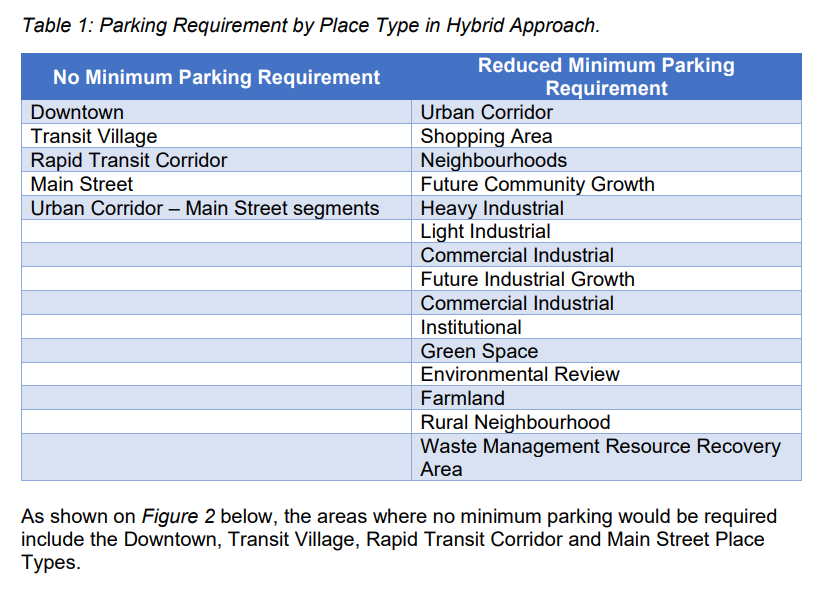 Table 1: Parking Requirement by Place Type in Hybrid Approach.
No Minimum Parking Requirement
Reduced Minimum Parking
Requirement
Downtown
Urban Corridor
Transit Village
Shopping Area
Rapid Transit Corridor
Neighbourhoods
Main Street
Future Community Growth
Urban Corridor – Main Street segments
Heavy Industrial
Light Industrial
Commercial Industrial
Future Industrial Growth
Commercial Industrial
Institutional
Green Space
Environmental Review
Farmland
Rural Neighbourhood
Waste Management Resource Recovery
Area
As shown on Figure 2 below, the areas where no minimum parking would be required
include the Downtown, Transit Village, Rapid Transit Corridor and Main Street Place
Types.